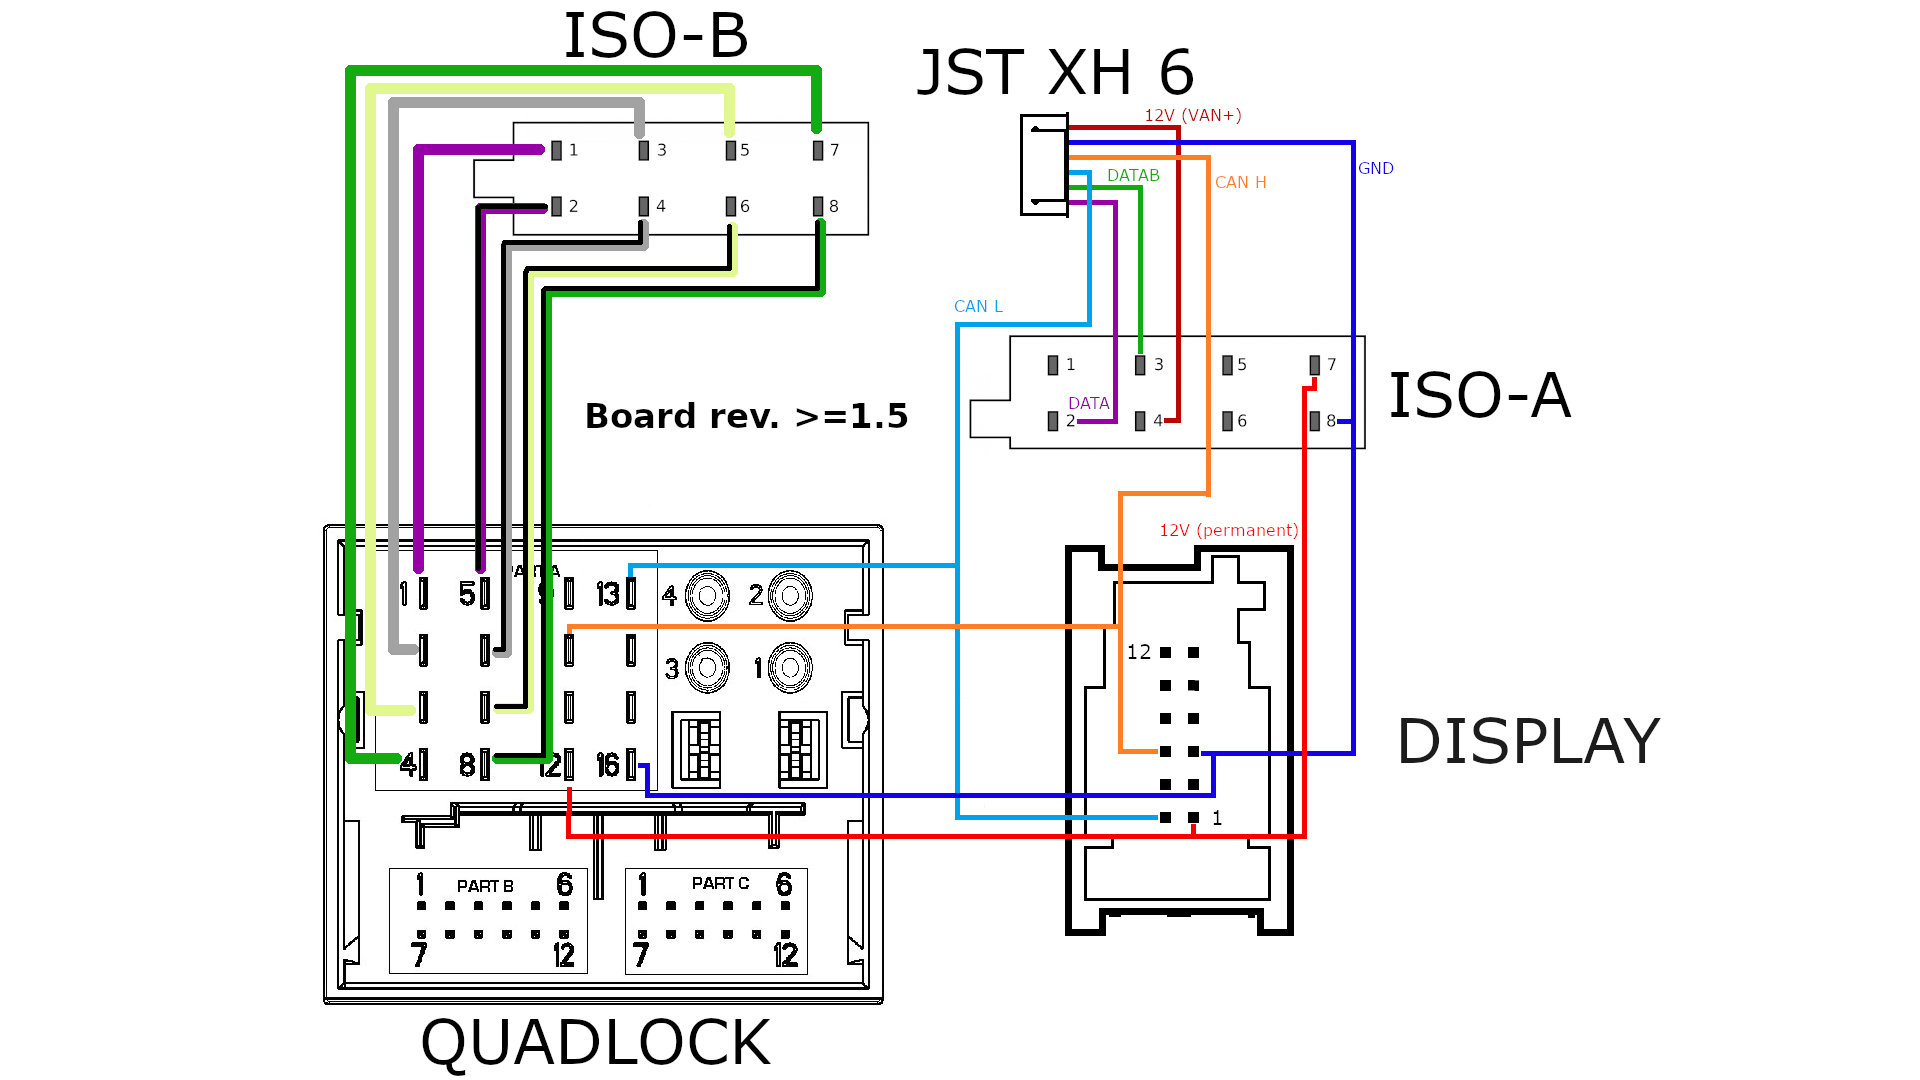 ISO-B
JST XH 6
12V (VAN+)
1 3 5 7
GND
DATAB
CAN H
2 4 6 8
CAN L
1 3 5 7
ISO-A
DATA
Board rev. >=1.5
2 4 6 8
12V (permanent)
PART A
1 5 9 13 4 2
12
3 1
DISPLAY
4 8 12 16
1
1 PART B 6
1 PART C 6
7 12
7 12
QUADLOCK